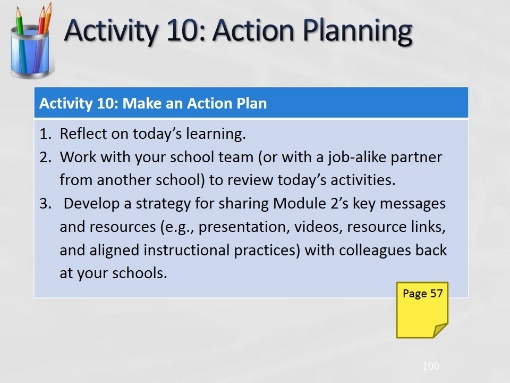 Activity 10: Action Planning
Activity 10: Make an Action Plan
1. Reflect on today’s learning.
2. Work with your school team (or with a job-alike partner
from another school) to review today’s activities.
3. Develop a strategy for sharing Module 2’s key messages
and resources (e.g., presentation, videos, resource links,
and aligned instructional practices) with colleagues back
at your schools.
Page 57
100